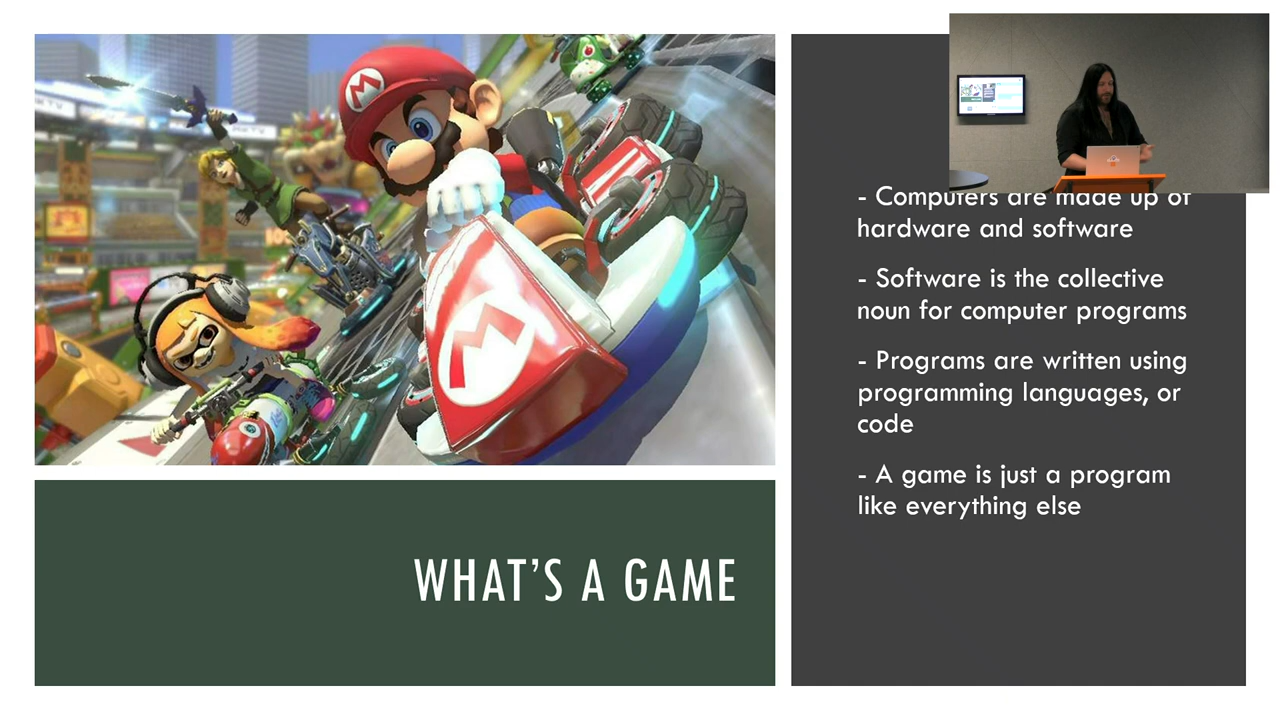 - Computers are made up of
hardware and software
- Software is the collective
noun for computer programs
- Programs are written using
programming languages, or
code
- A game is just a program
like everything else
WHAT'S A GAME